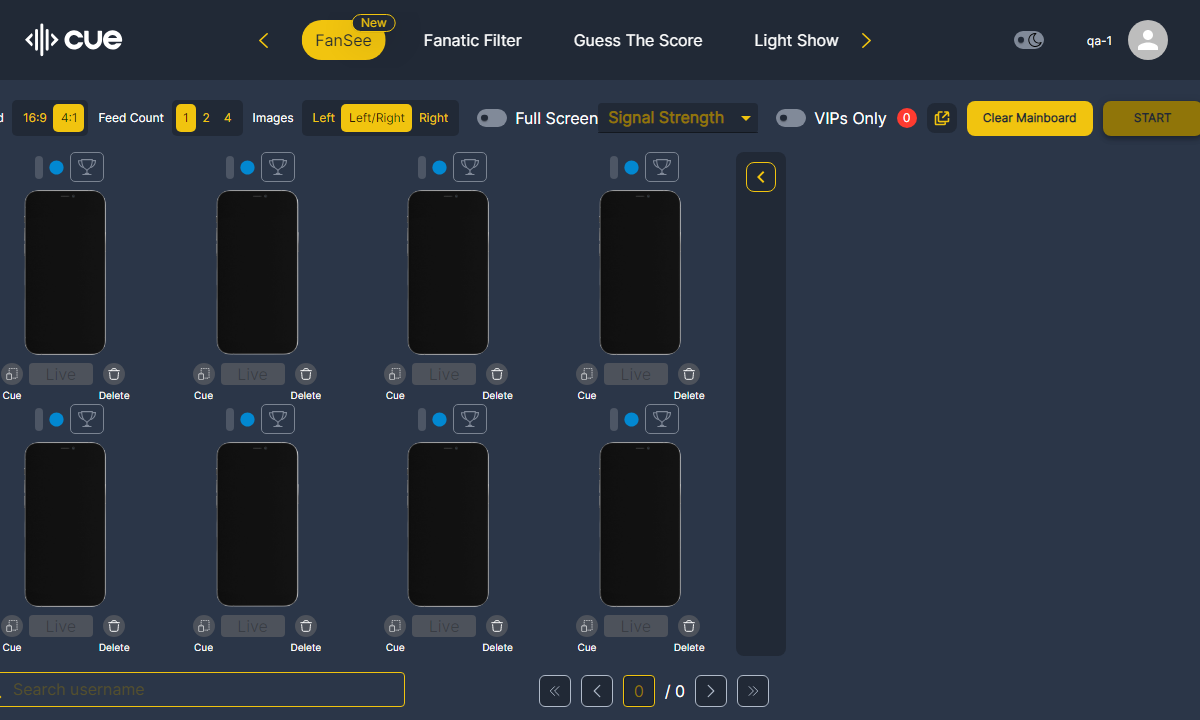 cue
FanSee
New
Fanatic Filter
Guess The Score
Light Show
qa-1
16:9
4:1
Feed Count
1
2
4
Images
Left
Left/Right
Right
Full Screen
Signal Strength
VIPs Only
0
Clear Mainboard
START
Live
Live
Live
Live
Cue
Delete
Cue
Delete
Cue
Delete
Cue
Delete
Live
Live
Live
Live
Cue
Delete
Cue
Delete
Cue
Delete
Cue
Delete
Search username
0
/ 0